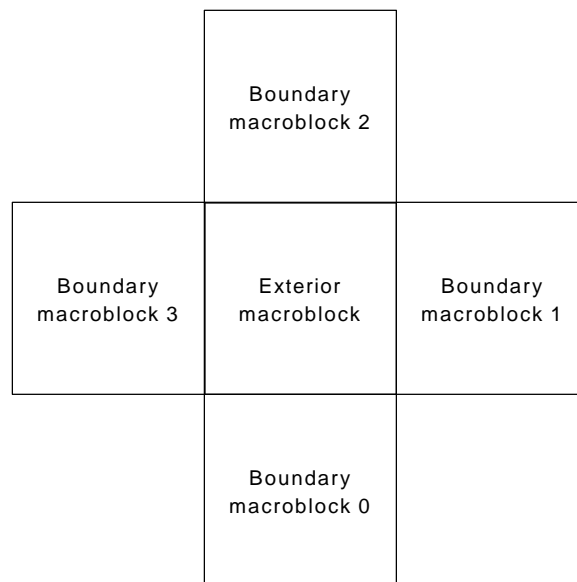 Boundary
macroblock 2
Boundary
macroblock 3
Exterior
macroblock
Boundary
macroblock 1
Boundary
macroblock 0